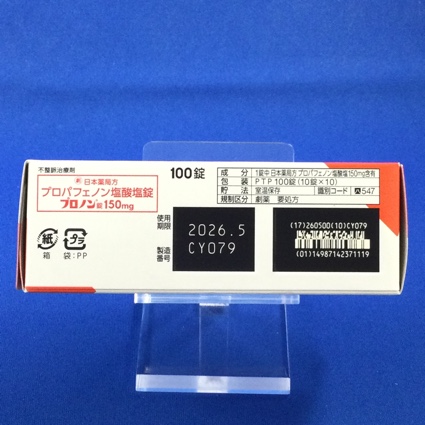 不整脈治療剤
日本薬局方
プロパフェノン塩酸塩錠
プロノン錠150mg
100錠
成分 1錠中 日本薬局方 プロパフェノン塩酸塩150mg含有
包装 PTP 100錠(10錠×10)
貯法 室温保存 識別コード 547
規制区分 劇薬 要処方
使用
期限
2026.5
製造
番号
CY079
(17)260500(10)CY079
(01)14987142371119
紙
箱
プラ
袋:PP